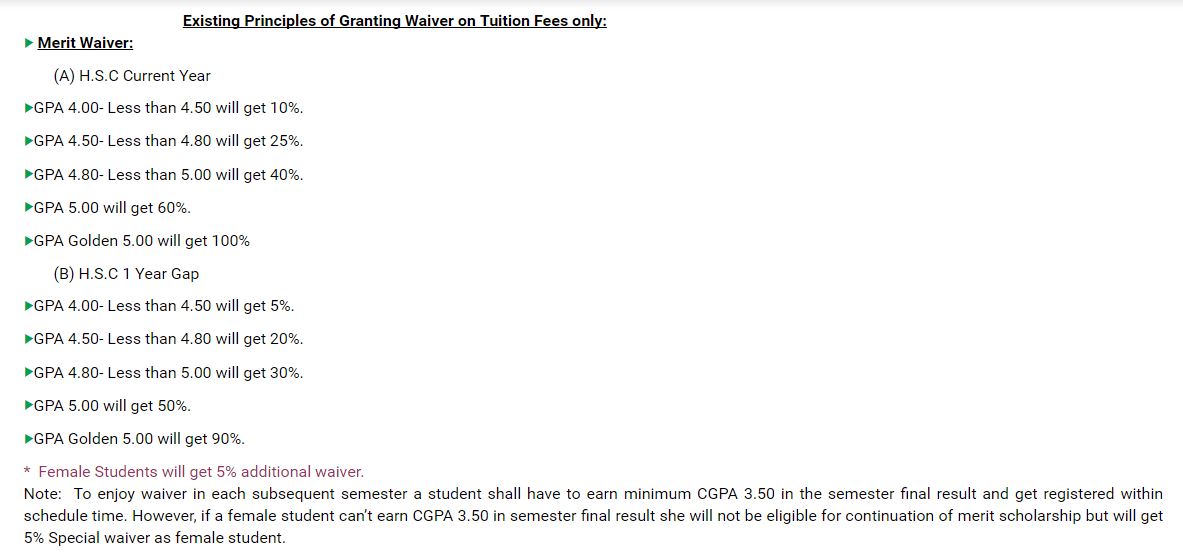 Existing Principles of Granting Waiver on Tuition Fees only:
▶ Merit Waiver:
(A) H.S.C Current Year
▶GPA 4.00- Less than 4.50 will get 10%.
▶GPA 4.50- Less than 4.80 will get 25%.
▶GPA 4.80- Less than 5.00 will get 40%.
▶GPA 5.00 will get 60%.
▶GPA Golden 5.00 will get 100%
(B) H.S.C 1 Year Gap
▶GPA 4.00- Less than 4.50 will get 5%.
▶GPA 4.50- Less than 4.80 will get 20%.
▶GPA 4.80- Less than 5.00 will get 30%.
▶GPA 5.00 will get 50%.
▶GPA Golden 5.00 will get 90%.
* Female Students will get 5% additional waiver.
Note: To enjoy waiver in each subsequent semester a student shall have to earn minimum CGPA 3.50 in the semester final result and get registered within
schedule time. However, if a female student can't earn CGPA 3.50 in semester final result she will not be eligible for continuation of merit scholarship but will get
5% Special waiver as female student.